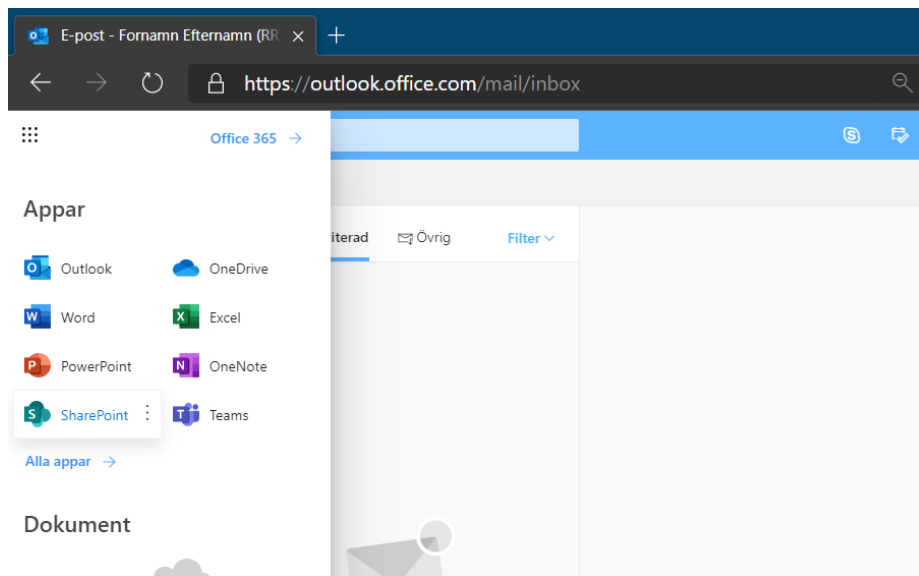 E-post - Fornamn Efternamn (RR
https://outlook.office.com/mail/inbox
Office 365
Appar
Outlook
OneDrive
Word
Excel
PowerPoint
OneNote
SharePoint
Teams
Alla appar
Dokument
iterad
Övrig
Filter